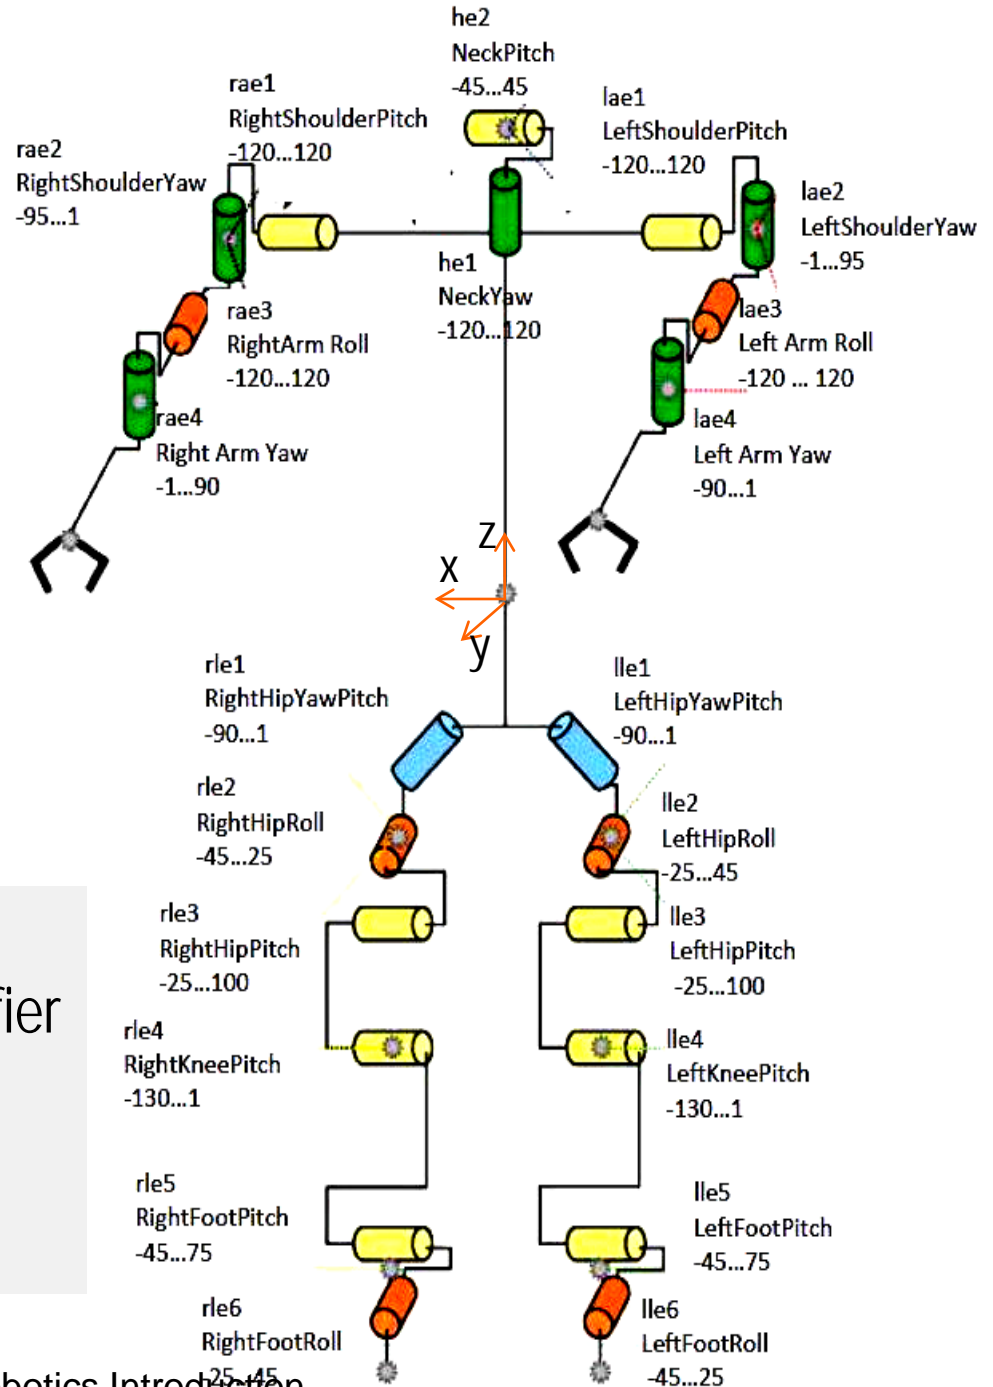 he2
NeckPitch
-45...45
rae1
RightShoulderPitch
-120...120
lae1
LeftShoulderPitch
-120...120
rae2
RightShoulderYaw
-95...1
lae2
LeftShoulderYaw
-1...95
he1
NeckYaw
-120...120
rae3
RightArm Roll
-120...120
lae3
Left Arm Roll
-120 ... 120
rae4
Right Arm Yaw
-1...90
lae4
Left Arm Yaw
-90...1
z
x
y
rle1
RightHipYawPitch
-90...1
lle1
LeftHipYawPitch
-90...1
rle2
RightHipRoll
-45...25
lle2
LeftHipRoll
-25...45
rle3
RightHipPitch
-25...100
lle3
LeftHipPitch
-25...100
fier
rle4
RightKneePitch
-130...1
lle4
LeftKneePitch
-130...1
rle5
RightFootPitch
-45...75
lle5
LeftFootPitch
-45...75
rle6
RightFootRoll
-25...45
lle6
LeftFootRoll
-45...25
botics Introduction